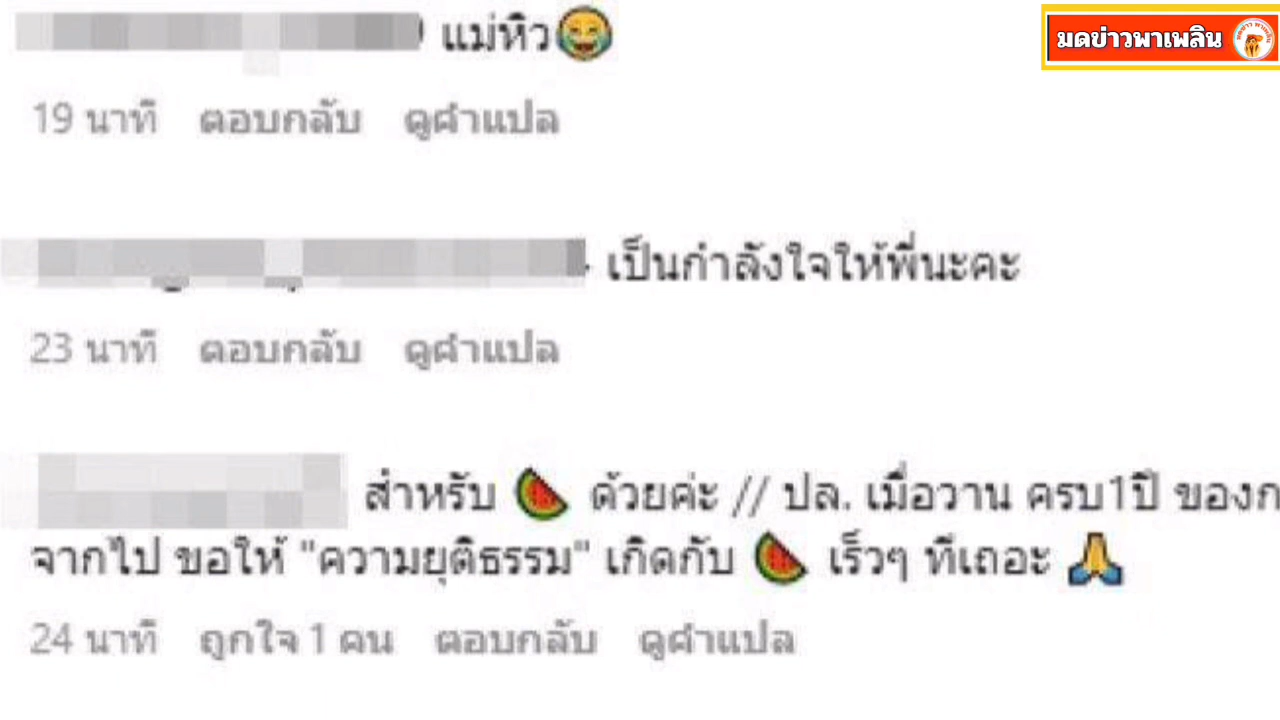 แม่หิว😂
มดข่าวพาเพลิน
19 นาที ตอบกลับ ดูคำแปล
เป็นกำลังใจให้พี่นะคะ
23 นาที ตอบกลับ ดูคำแปล
สำหรับ 🍉 ด้วยค่ะ // ปล. เมื่อวาน ครบ1ปี ของก
จากไป ขอให้ "ความยุติธรรม" เกิดกับ 🍉 เร็วๆ ทีเถอะ 🙏
24 นาที ถูกใจ 1 คน ตอบกลับ ดูคำแปล